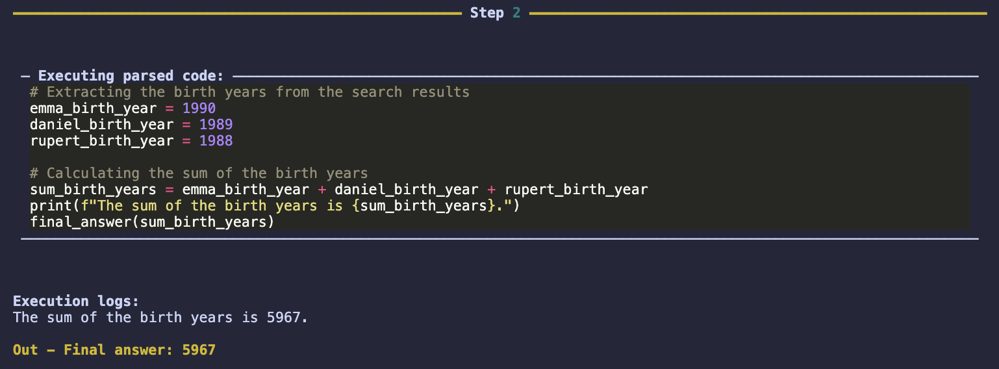 Step 2
Executing parsed code:
# Extracting the birth years from the search results
emma_birth_year = 1990
daniel_birth_year = 1989
rupert_birth_year = 1988
# Calculating the sum of the birth years
sum_birth_years = emma_birth_year + daniel_birth_year + rupert_birth_year
print(f"The sum of the birth years is {sum_birth_years}.")
final_answer(sum_birth_years)
Execution logs:
The sum of the birth years is 5967.
Out - Final answer: 5967